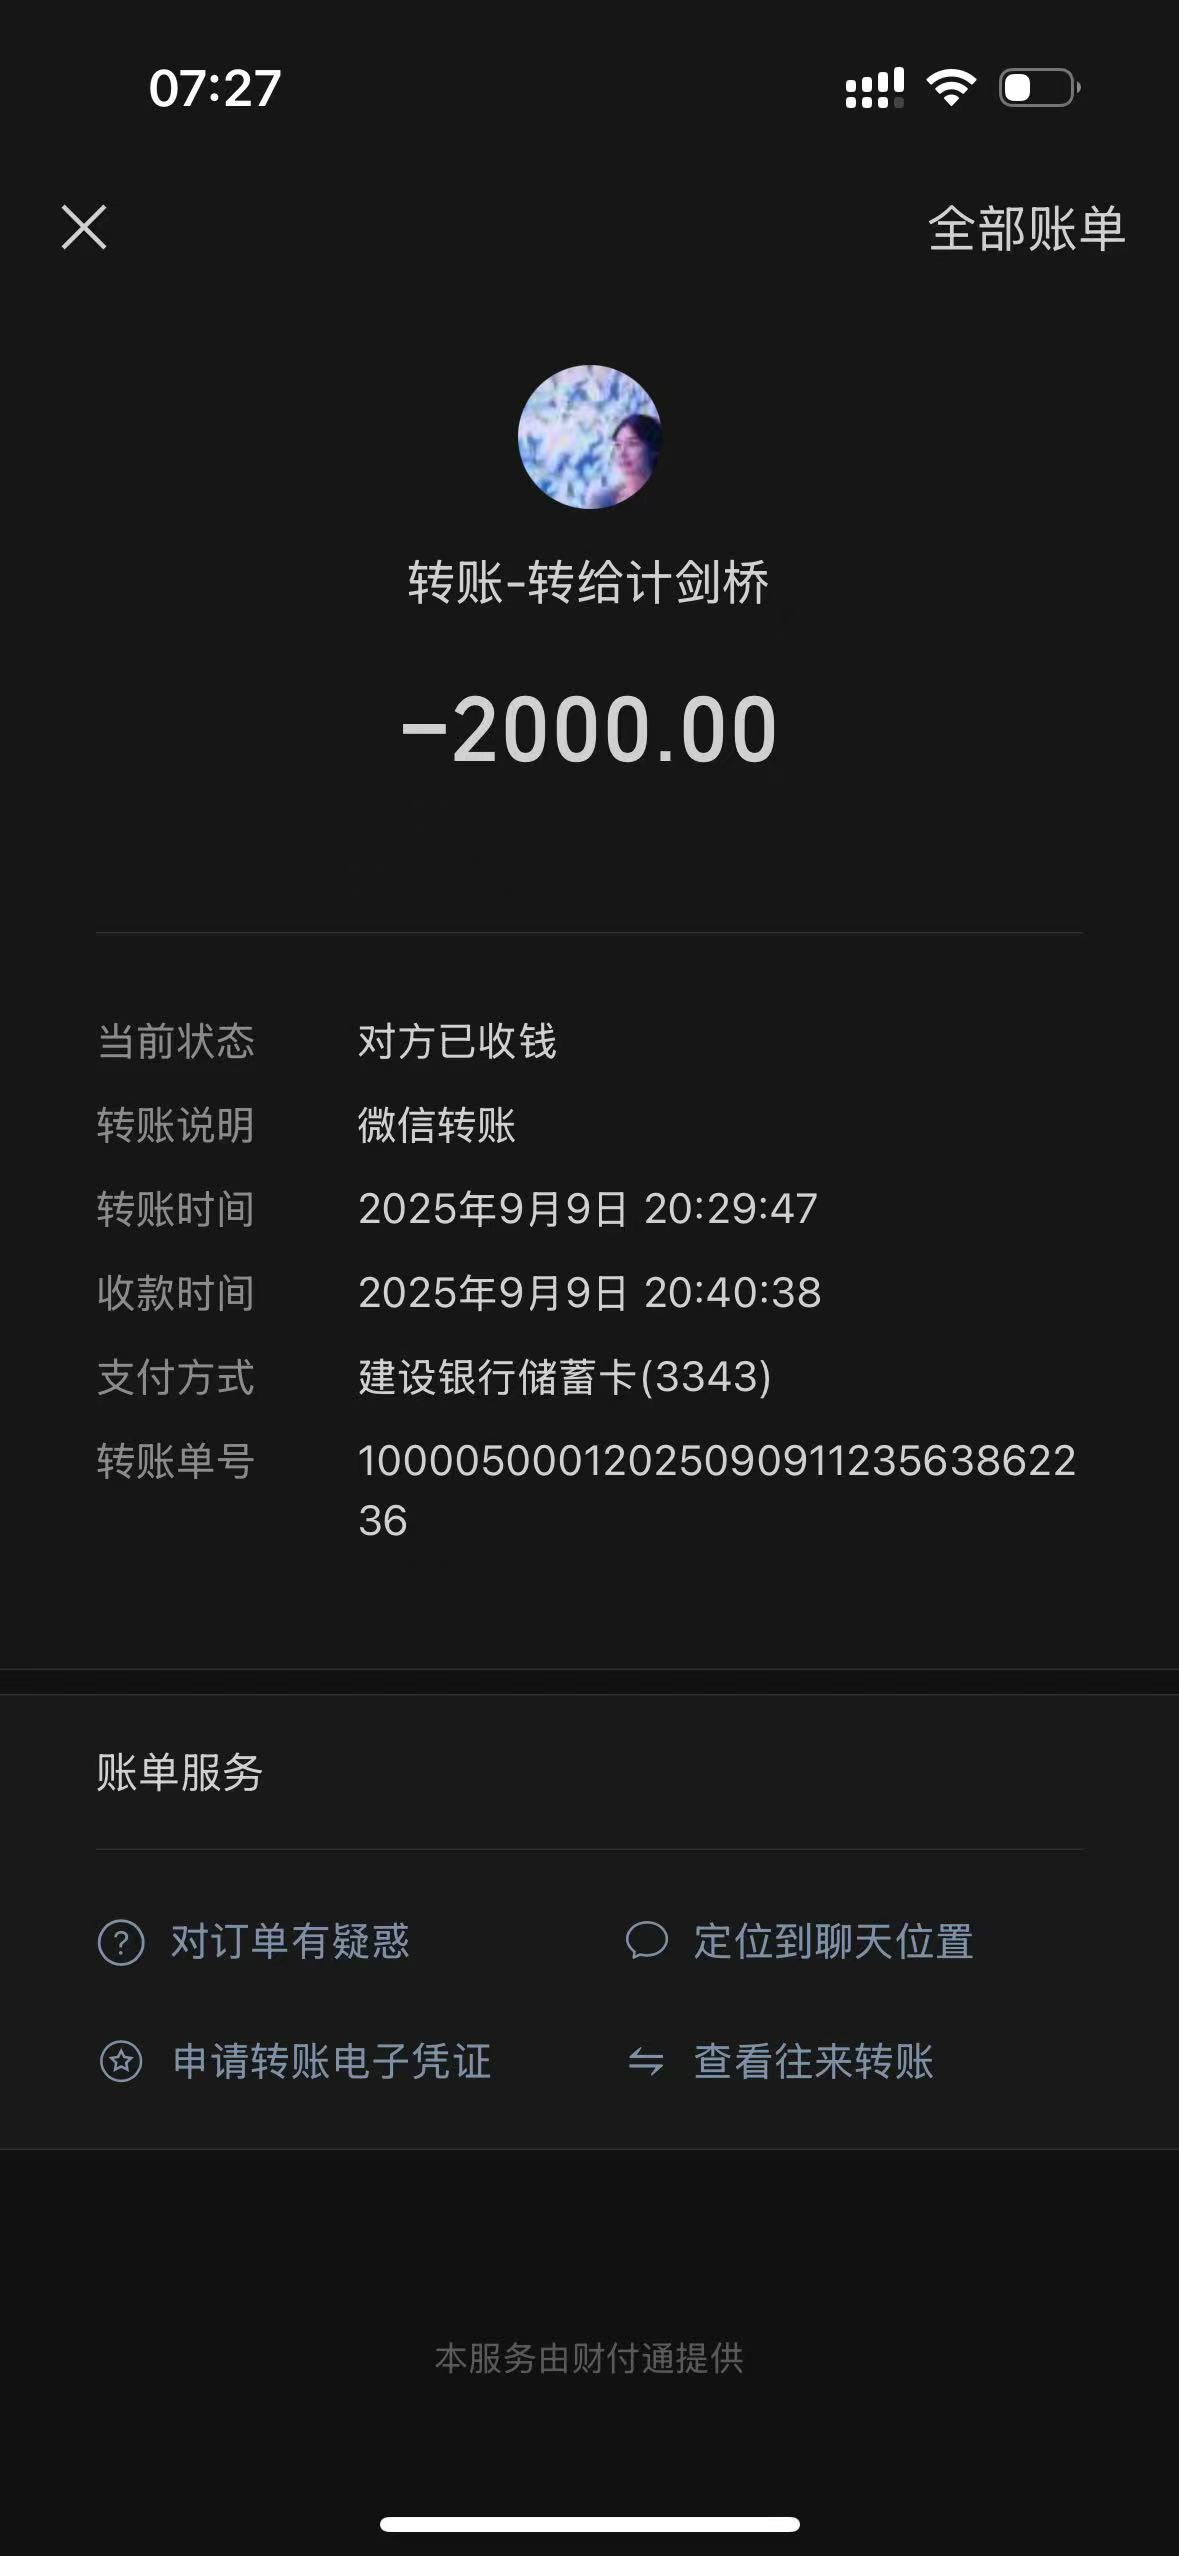 07:27
全部账单
转账-转给计剑桥
-2000.00
当前状态 对方已收钱
转账说明 微信转账
转账时间 2025年9月9日 20:29:47
收款时间 2025年9月9日 20:40:38
支付方式 建设银行储蓄卡(3343)
转账单号 10000500012025090911235638622
36
账单服务
对订单有疑惑 定位到聊天位置
申请转账电子凭证 查看往来转账
本服务由财付通提供